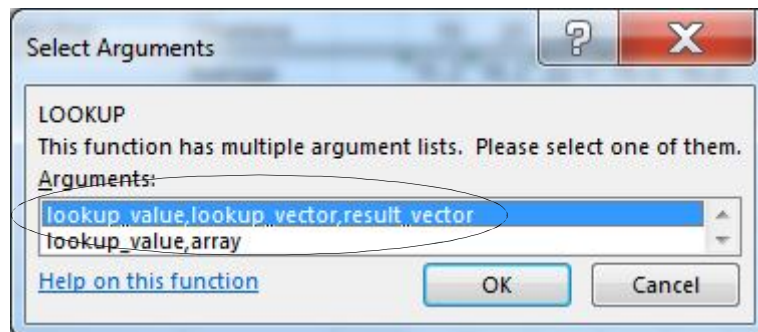 Select Arguments
LOOKUP
This function has multiple argument lists. Please select one of them.
Arguments:
lookup_value,lookup_vector,result_vector
lookup_value,array
Help on this function
OK
Cancel